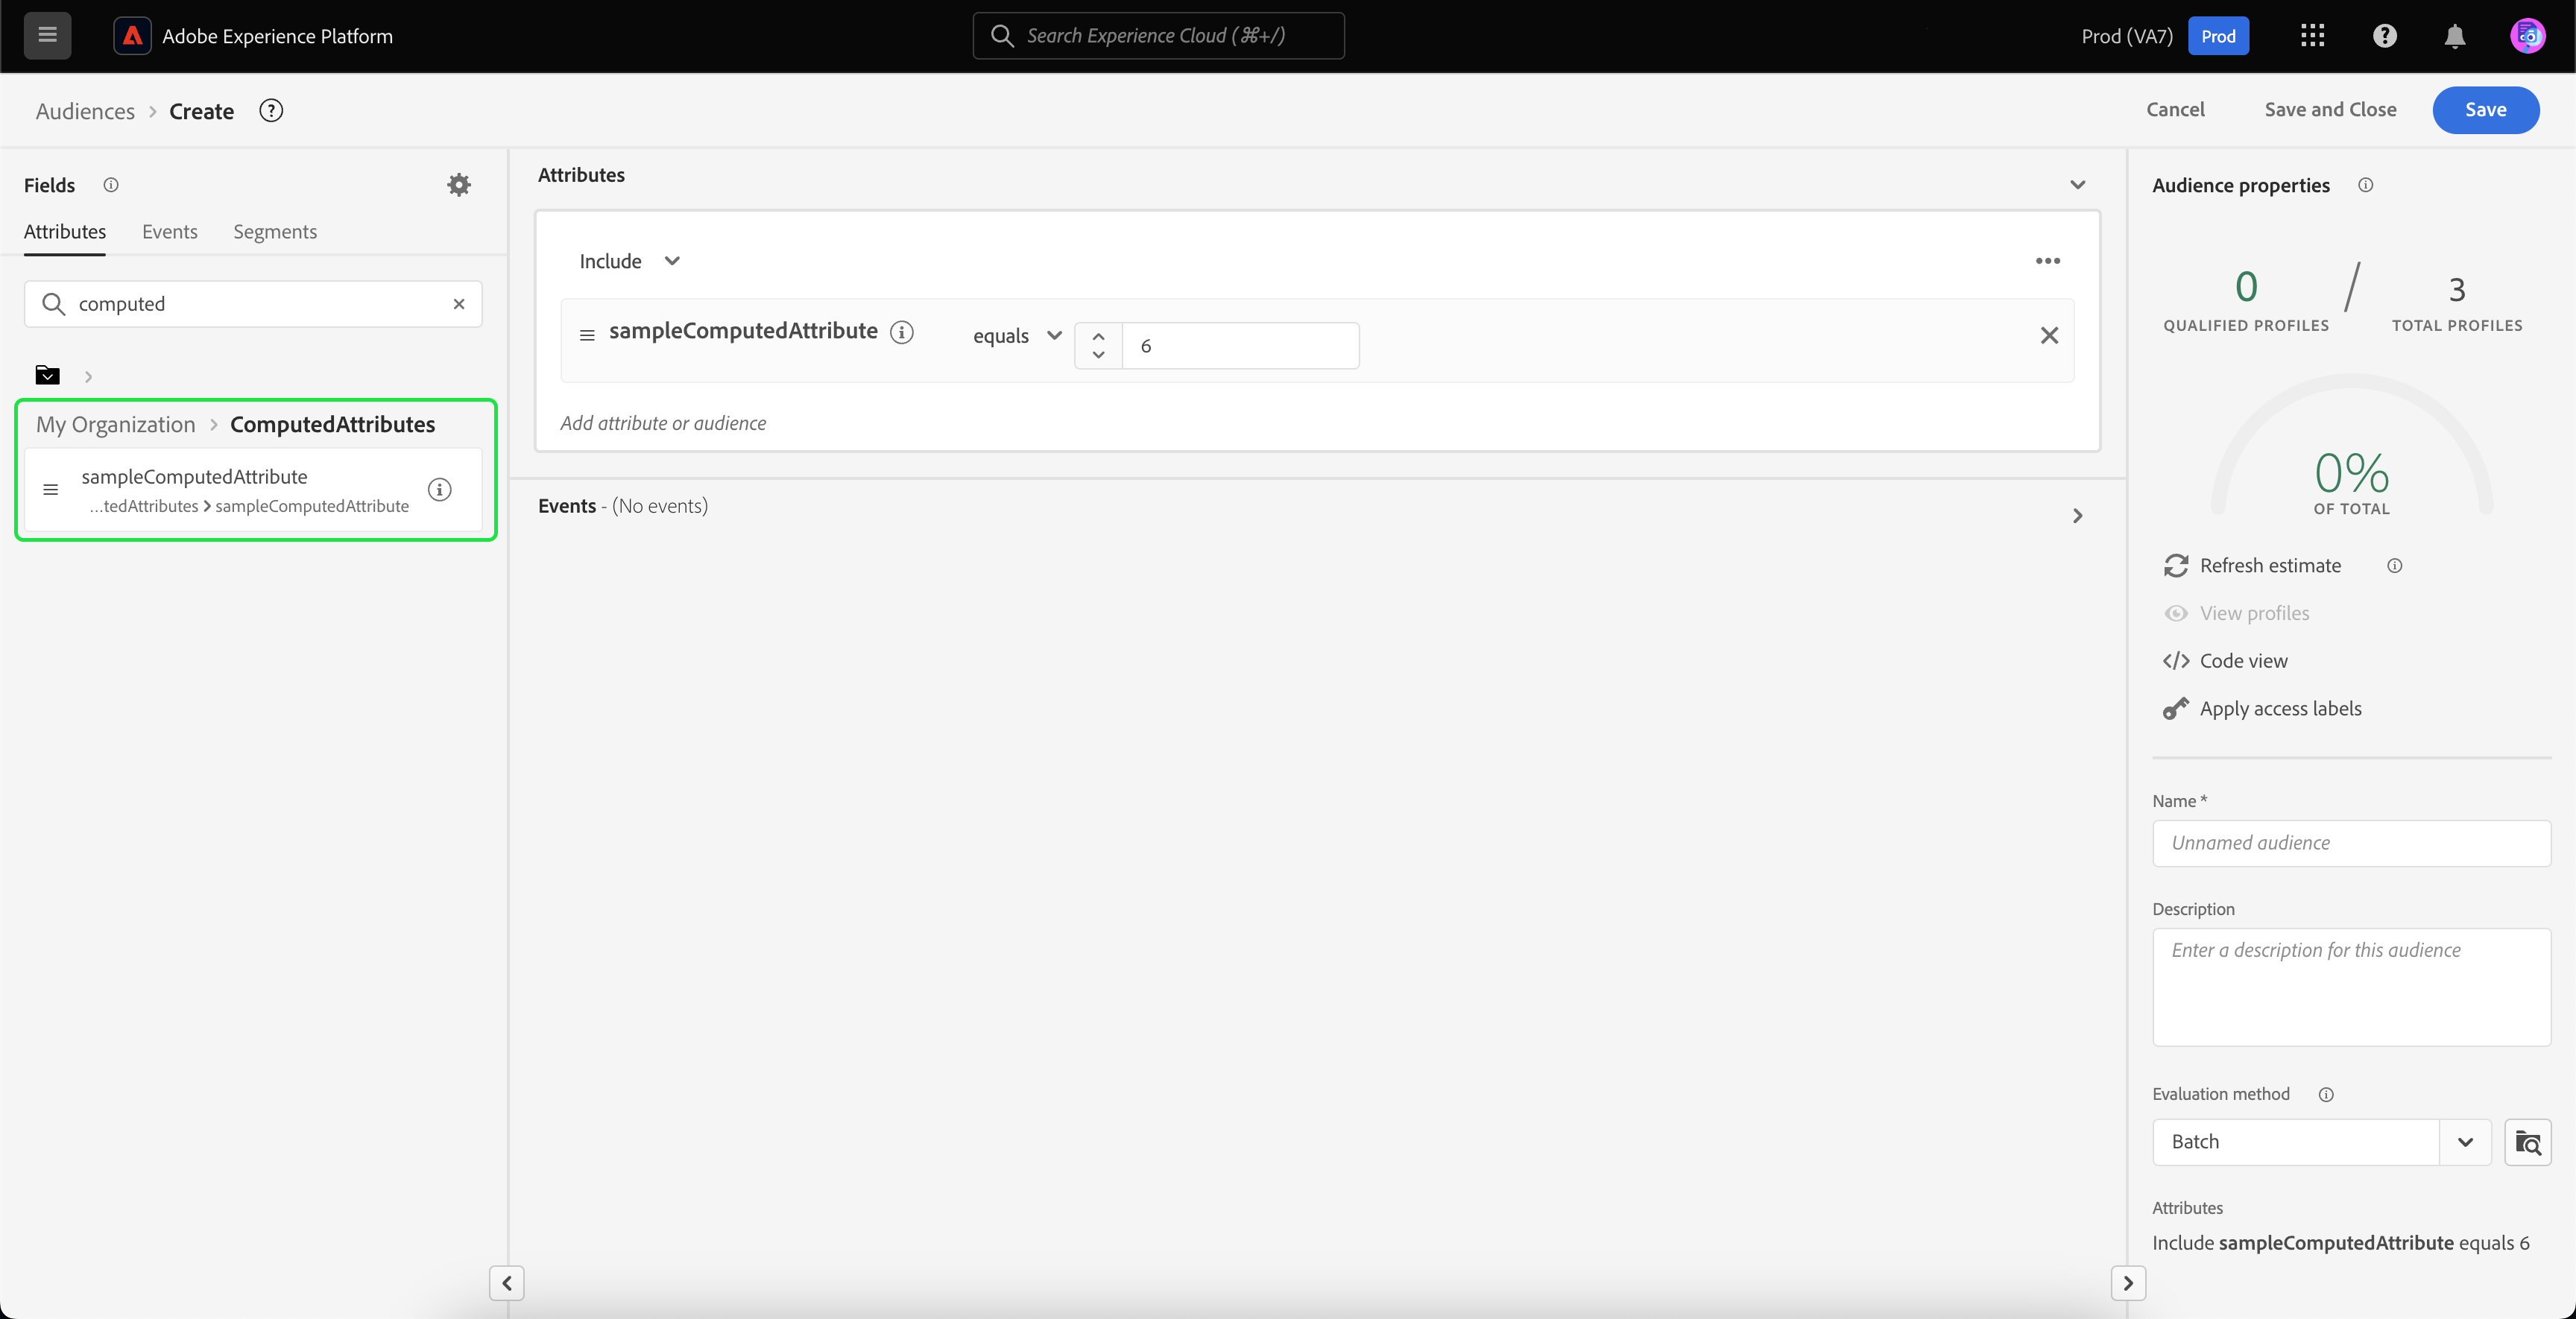 Adobe Experience Platform
Search Experience Cloud (⌘+/)
Prod (VA7)
Prod
Audiences > Create
Cancel
Save and Close
Save
Fields
Attributes
Events
Segments
computed
My Organization > ComputedAttributes
sampleComputedAttribute
...tedAttributes > sampleComputedAttribute
Attributes
Include
sampleComputedAttribute
equals
6
Add attribute or audience
Events - (No events)
Audience properties
0 / 3
QUALIFIED PROFILES
TOTAL PROFILES
0%
OF TOTAL
Refresh estimate
View profiles
Code view
Apply access labels
Name *
Unnamed audience
Description
Enter a description for this audience
Evaluation method
Batch
Attributes
Include sampleComputedAttribute equals 6